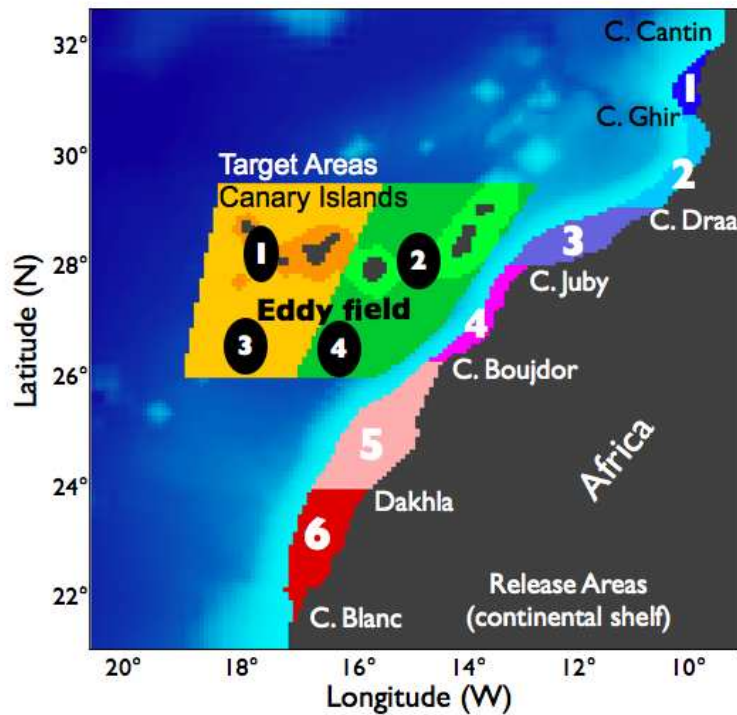 32°
30°
28°
26°
24°
22°
Latitude (N)
C. Cantin
1
C. Ghir
2
C. Draa
Target Areas
Canary Islands
1
2
3
C. Juby
Eddy field
3
4
4
C. Boujdor
5
Africa
Dakhla
6
Release Areas
(continental shelf)
C. Blanc
20°
18°
16°
14°
12°
10°
Longitude (W)